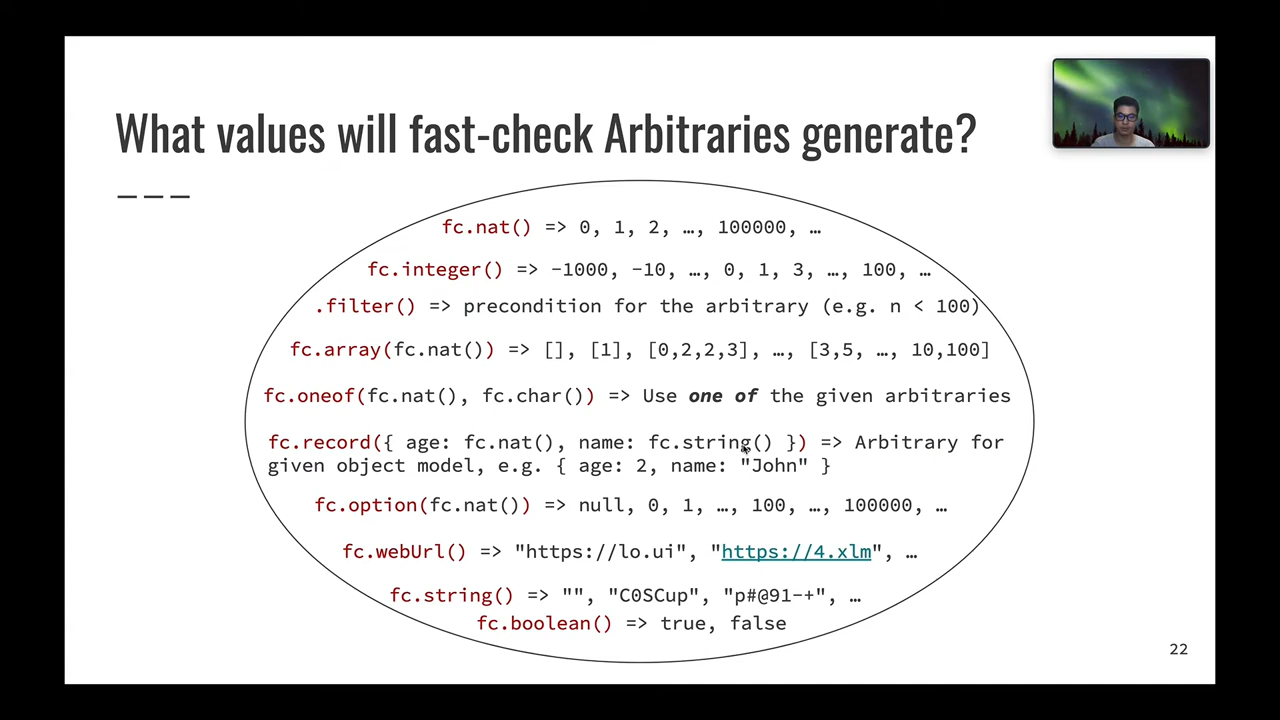 What values will fast-check Arbitraries generate?
fc.nat() => 0, 1, 2, …, 100000, …
fc.integer() => -1000, -10, …, 0, 1, 3, …, 100, …
.filter() => precondition for the arbitrary (e.g. n < 100)
fc.array(fc.nat()) => [], [1], [0,2,2,3], …, [3,5, …, 10,100]
fc.oneof(fc.nat(), fc.char()) => Use one of the given arbitraries
fc.record({ age: fc.nat(), name: fc.string() }) => Arbitrary for
given object model, e.g. { age: 2, name: "John" }
fc.option(fc.nat()) => null, 0, 1, …, 100, …, 100000, …
fc.webUrl() => "https://lo.ui", "https://4.xlm", …
fc.string() => "", "C0SCup", "p#@91-+", …
fc.boolean() => true, false
22